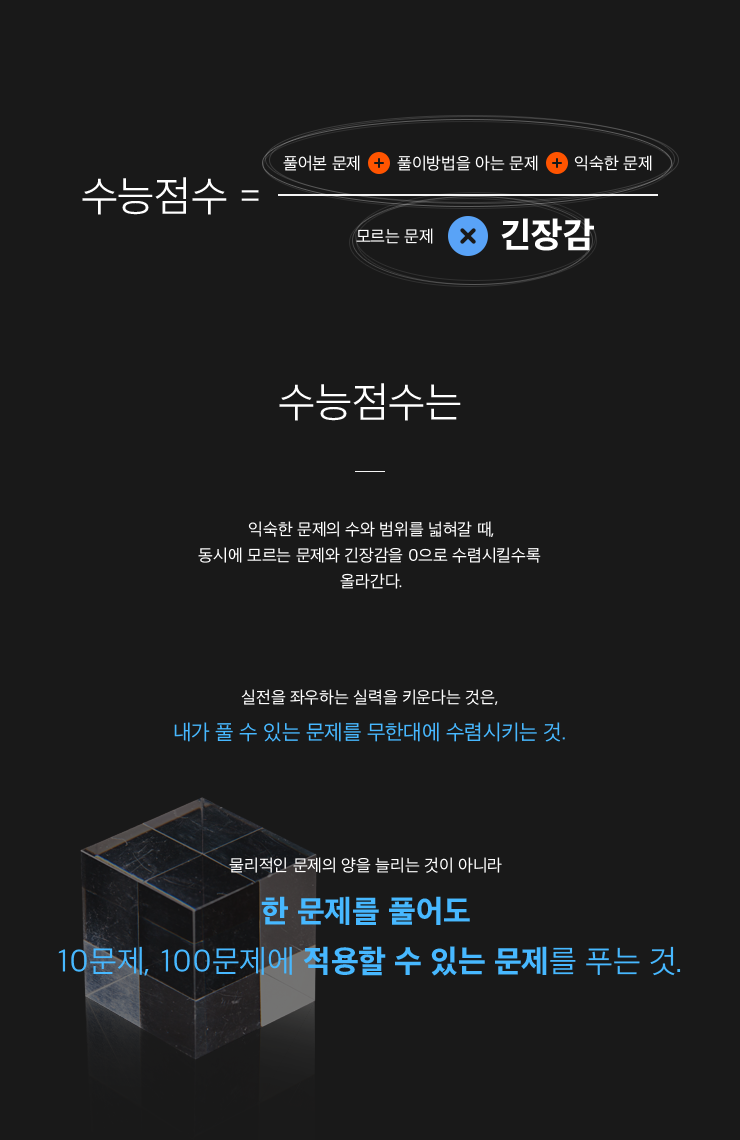 수능점수 =
풀어본 문제 + 풀이방법을 아는 문제 + 익숙한 문제
모르는 문제 × 긴장감
수능점수는
익숙한 문제의 수와 범위를 넓혀갈 때,
동시에 모르는 문제와 긴장감을 0으로 수렴시킬수록
올라간다.
실전을 좌우하는 실력을 키운다는 것은,
내가 풀 수 있는 문제를 무한대에 수렴시키는 것.
물리적인 문제의 양을 늘리는 것이 아니라
한 문제를 풀어도
10문제, 100문제에 적용할 수 있는 문제를 푸는 것.